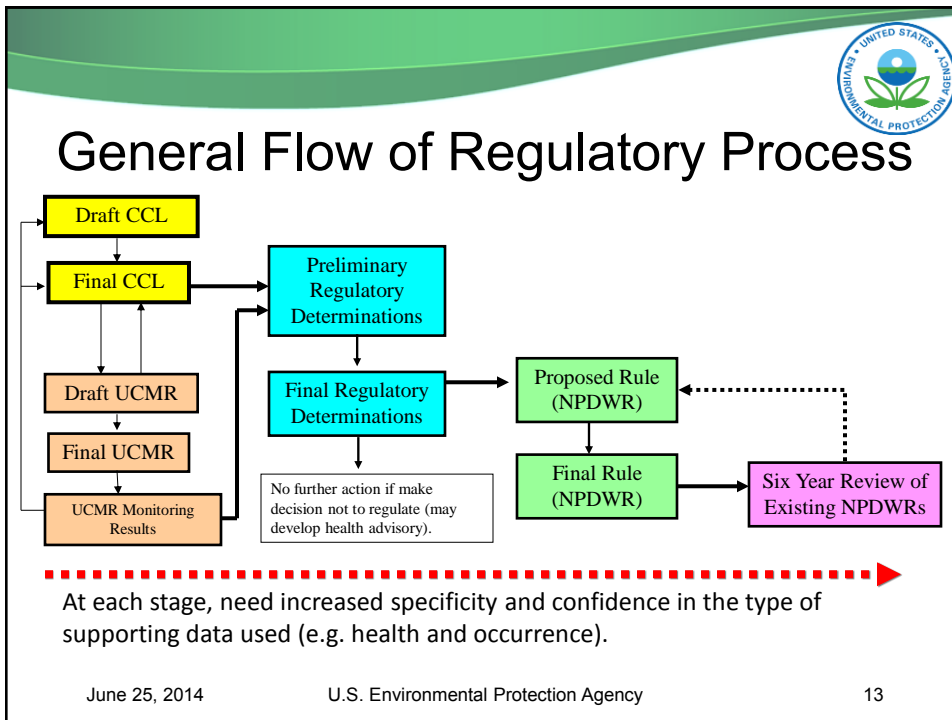 UNITED STATES
ENVIRONMENTAL PROTECTION AGENCY
General Flow of Regulatory Process
Draft CCL
Final CCL
Draft UCMR
Final UCMR
UCMR Monitoring
Results
Preliminary
Regulatory
Determinations
Final Regulatory
Determinations
No further action if make
decision not to regulate (may
develop health advisory).
Proposed Rule
(NPDWR)
Final Rule
(NPDWR)
Six Year Review of
Existing NPDWRs
At each stage, need increased specificity and confidence in the type of
supporting data used (e.g. health and occurrence).
June 25, 2014 U.S. Environmental Protection Agency 13